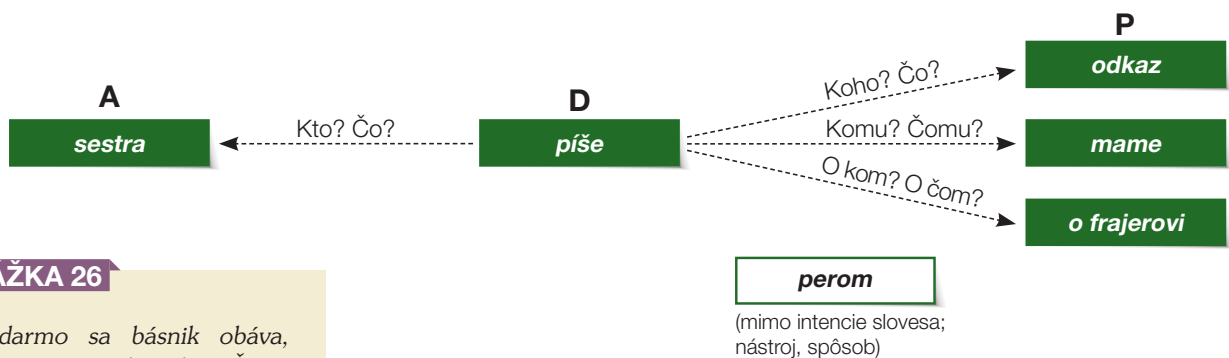 P
odkaz
Koho? Čo?
A
D
Kto? Čo?
Komu? Čomu?
sestra
píše
mame
O kom? O čom?
o frajerovi
ÁŽKA 26
perom
darmo sa básnik obáva,
(mimo intencie slovesa;
nástroj, spôsob)